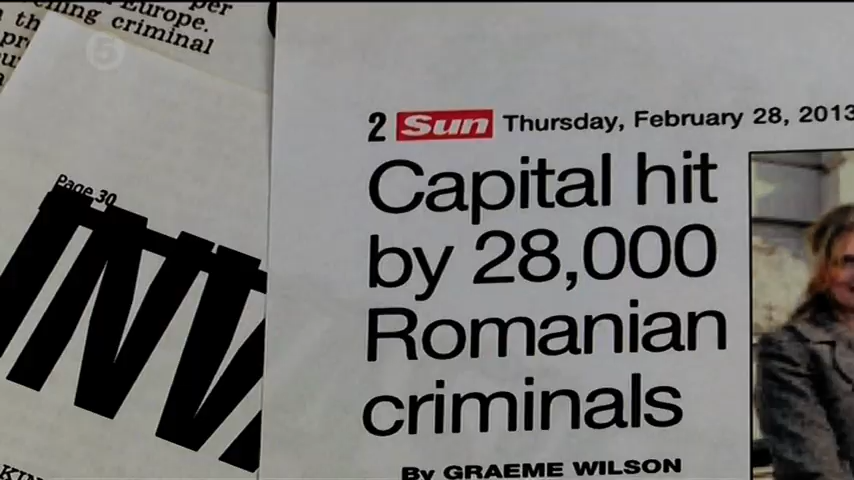 Europe.
criminal
5
Page 30
INV
2 Sun Thursday, February 28, 2013
Capital hit
by 28,000
Romanian
criminals
By GRAEME WILSON